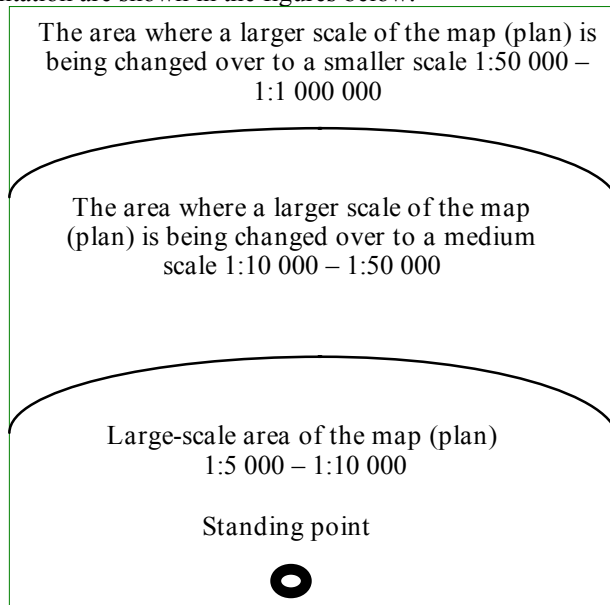 ntation are shown in the figures below.
The area where a larger scale of the map (plan) is
being changed over to a smaller scale 1:50 000 –
1:1 000 000
The area where a larger scale of the map
(plan) is being changed over to a medium
scale 1:10 000 – 1:50 000
Large-scale area of the map (plan)
1:5 000 – 1:10 000
Standing point